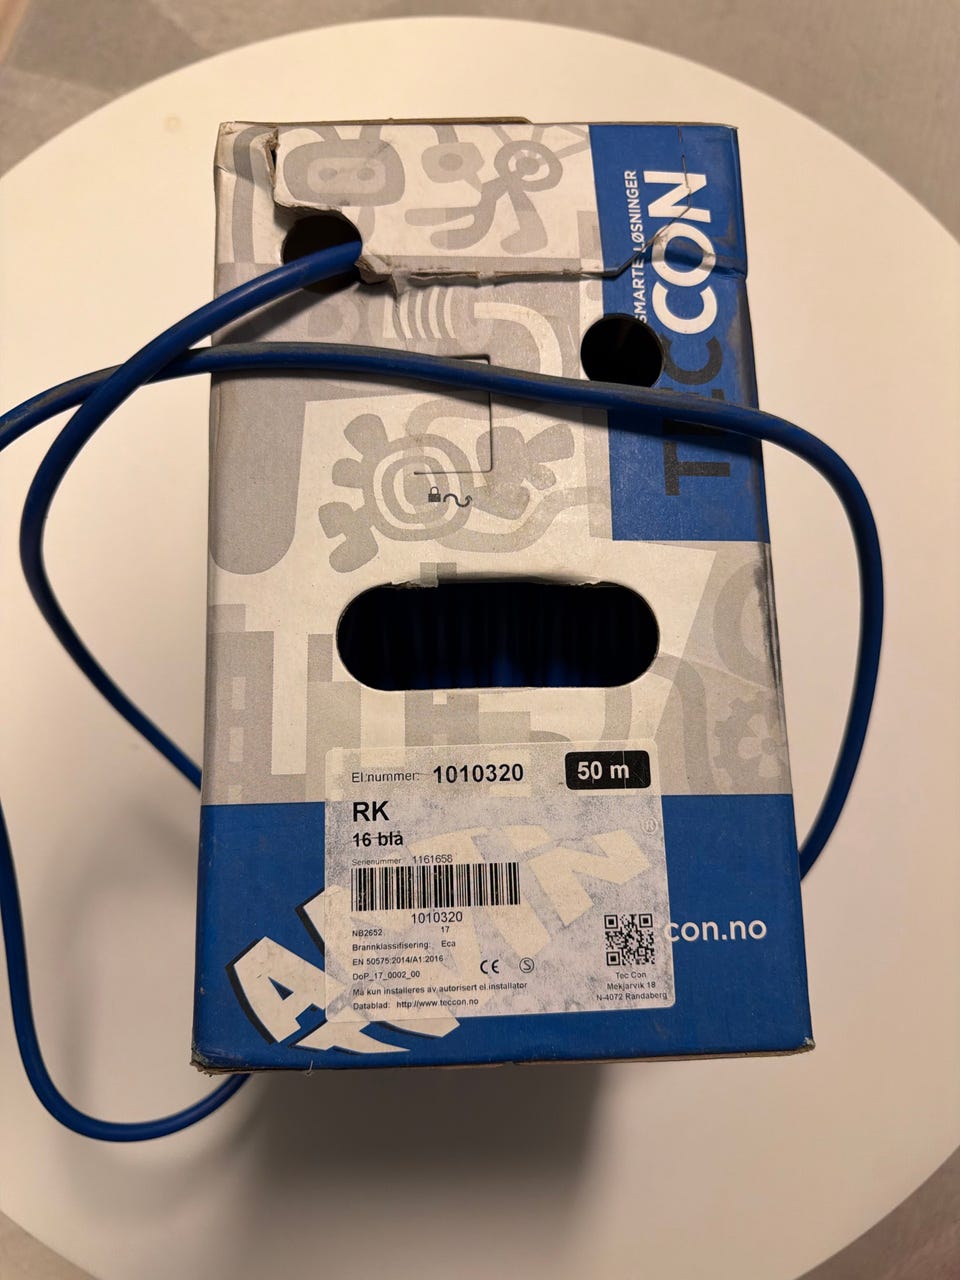 SMARTE LØSNINGER
TECCON
El.nummer: 1010320
50 m
RK
16 blå
Serienummer 1161658
1010320
NB2652 17
Brannklassifisering: Eca
EN 50575:2014/A1:2016
DoP_17_0002_00
CE S
Må kun installeres av autorisert el.installatør
Datablad: http://www.teccon.no
Tec Con
Mekjarvik 18
N-4072 Randaberg
®
con.no